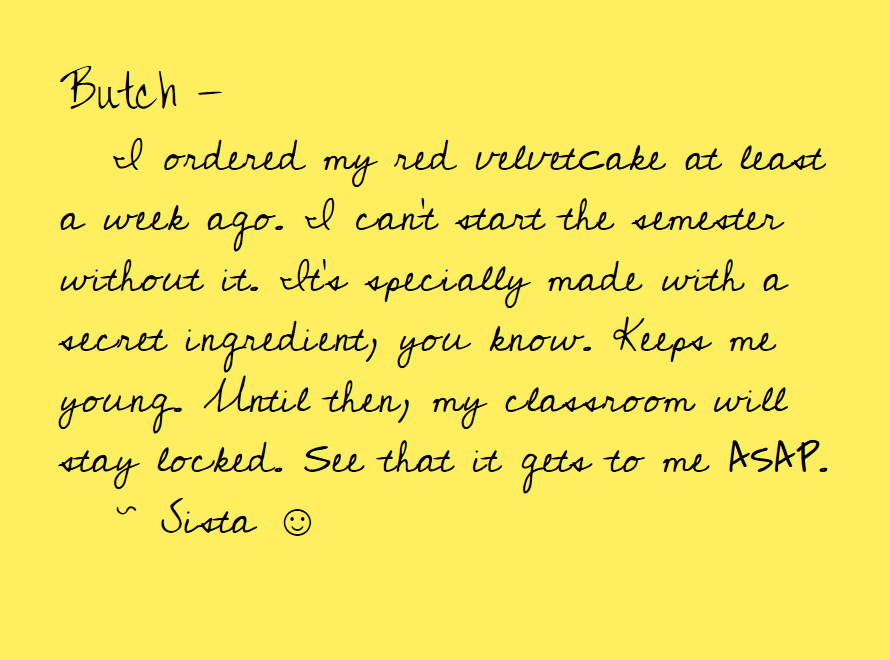 Butch –
I ordered my red velvetcake at least
a week ago. I can't start the semester
without it. It's specially made with a
secret ingredient, you know. Keeps me
young. Until then, my classroom will
stay locked. See that it gets to me ASAP.
~ Sista ☺